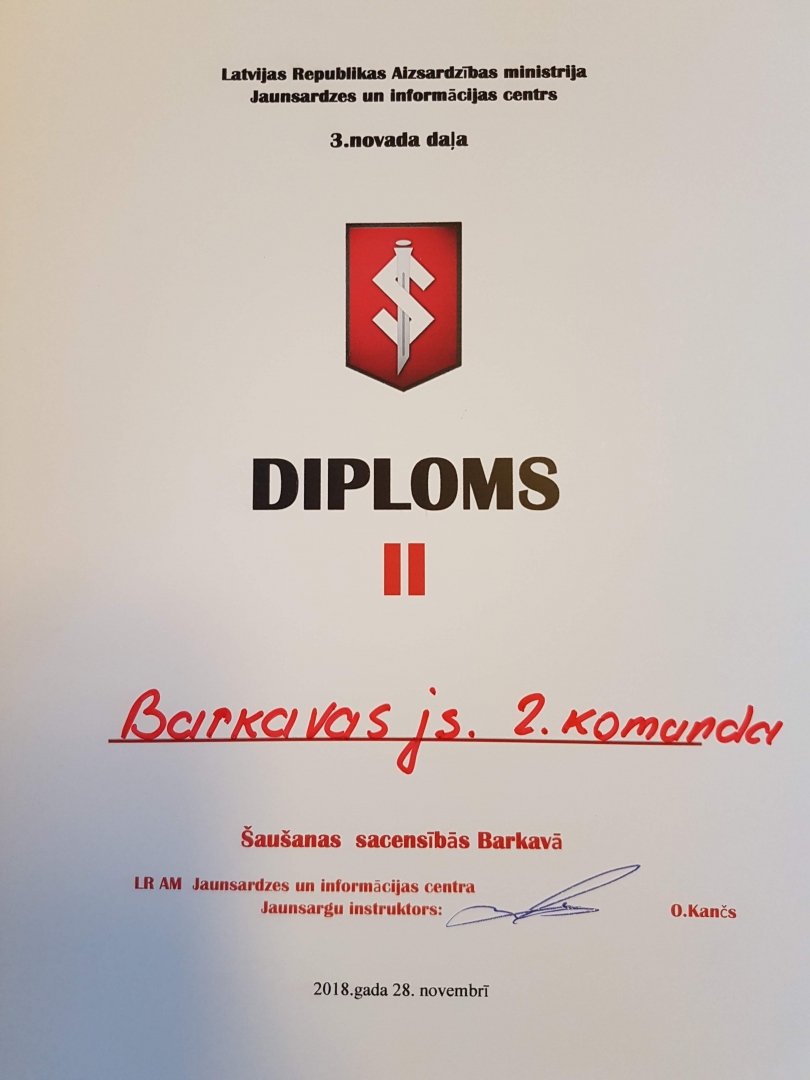 Latvijas Republikas Aizsardzības ministrija
Jaunsardzes un informācijas centrs
3.novada daļa
DIPLOMS
II
Barkavas js. 2. komanda
Šaušanas sacensībās Barkavā
LR AM Jaunsardzes un informācijas centra
Jaunsargu instruktors: O.Kančs
2018.gada 28. novembrī